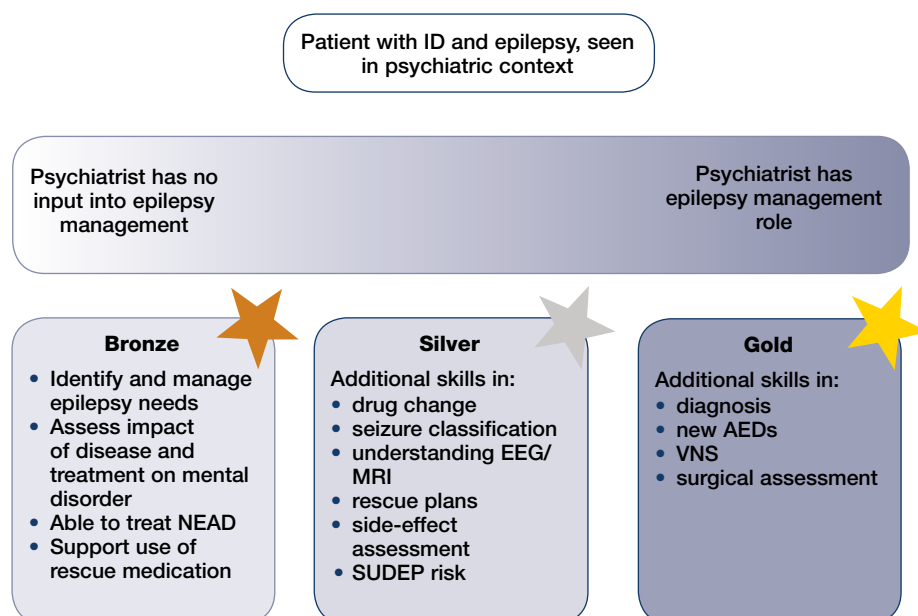 Patient with ID and epilepsy, seen
in psychiatric context
Psychiatrist has no
input into epilepsy
management
Psychiatrist has
epilepsy management
role
Bronze
• Identify and manage
epilepsy needs
• Assess impact
of disease and
treatment on mental
disorder
• Able to treat NEAD
• Support use of
rescue medication
Silver
Additional skills in:
• drug change
• seizure classification
• understanding EEG/
MRI
• rescue plans
• side-effect
assessment
• SUDEP risk
Gold
Additional skills in:
• diagnosis
• new AEDs
• VNS
• surgical assessment